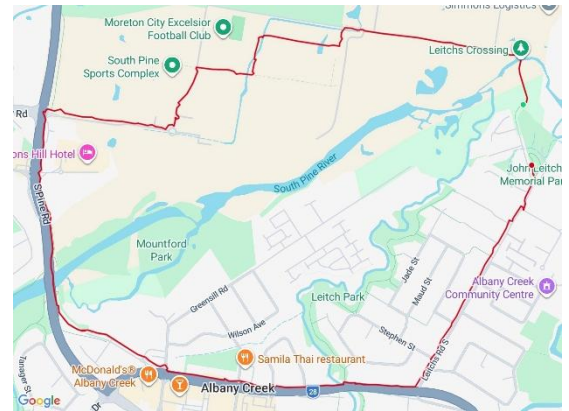 Simmons Logistics
Moreton City Excelsior
Football Club
Leitchs Crossing
South Pine
Sports Complex
Rd
ons Hill Hotel
S Pine Rd
South Pine River
John Leitch
Memorial Par
Mountford
Park
Greensill Rd
Jade St
Maud St
Albany Creek
Community Centre
Leitch Park
Wilson Ave
Stephen St
Leitchs Rd S
Samila Thai restaurant
McDonald's®
Albany Creek
Tanager St
Albany Creek
28
Dr
Google